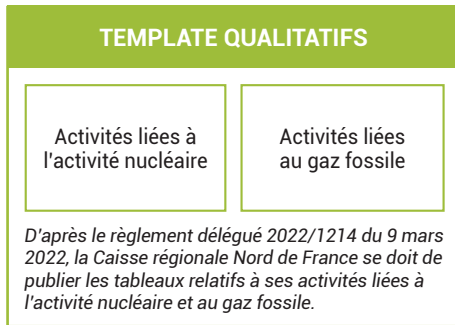 TEMPLATE QUALITATIFS
Activités liées à
l'activité nucléaire
Activités liées
au gaz fossile
D'après le règlement délégué 2022/1214 du 9 mars
2022, la Caisse régionale Nord de France se doit de
publier les tableaux relatifs à ses activités liées à
l'activité nucléaire et au gaz fossile.